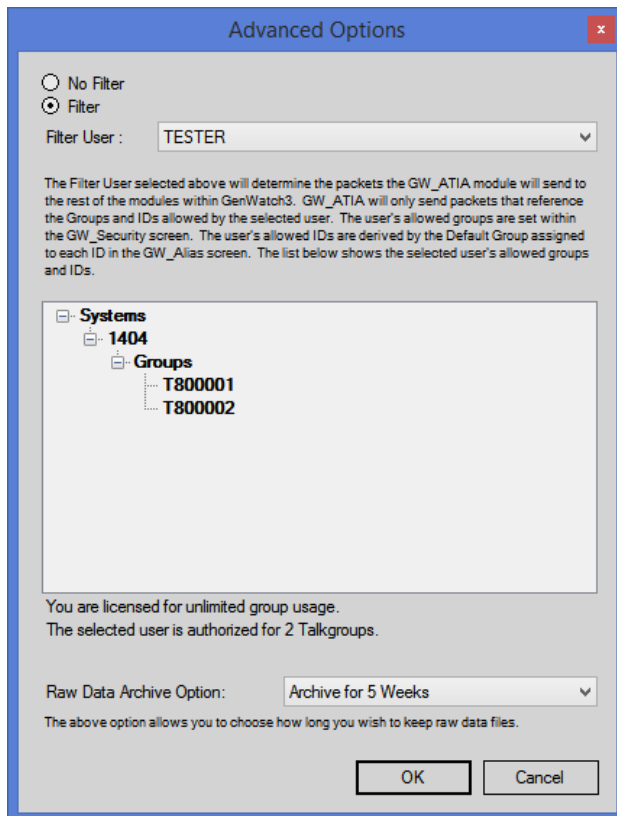 Advanced Options
x
No Filter
Filter
Filter User :
TESTER
The Filter User selected above will determine the packets the GW_ATIA module will send to
the rest of the modules within GenWatch3. GW_ATIA will only send packets that reference
the Groups and IDs allowed by the selected user. The user's allowed groups are set within
the GW_Security screen. The user's allowed IDs are derived by the Default Group assigned
to each ID in the GW_Alias screen. The list below shows the selected user's allowed groups
and IDs.
Systems
1404
Groups
T800001
T800002
You are licensed for unlimited group usage.
The selected user is authorized for 2 Talkgroups.
Raw Data Archive Option:
Archive for 5 Weeks
The above option allows you to choose how long you wish to keep raw data files.
OK
Cancel